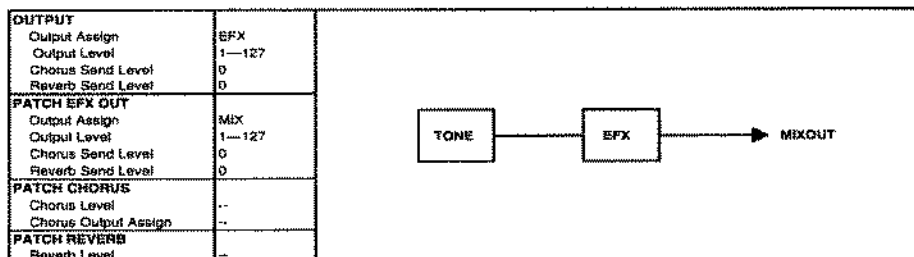 OUTPUT
Output Assign EFX
Output Level 1—127
Chorus Send Level 0
Reverb Send Level 0
PATCH EFX OUT
Output Assign MIX
Output Level 1—127
Chorus Send Level 0
Reverb Send Level 0
PATCH CHORUS
Chorus Level --
Chorus Output Assign --
PATCH REVERB
Reverb Level --
TONE EFX MIXOUT